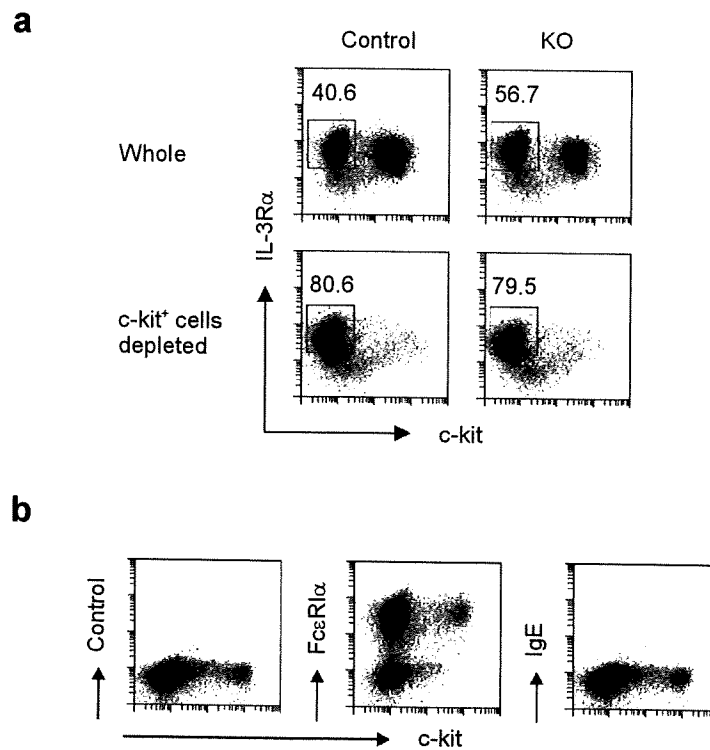 a
Control KO
Whole
40.6 56.7
IL-3Rα
c-kit⁺ cells
depleted
80.6 79.5
c-kit
b
Control
FcεRIα
IgE
c-kit